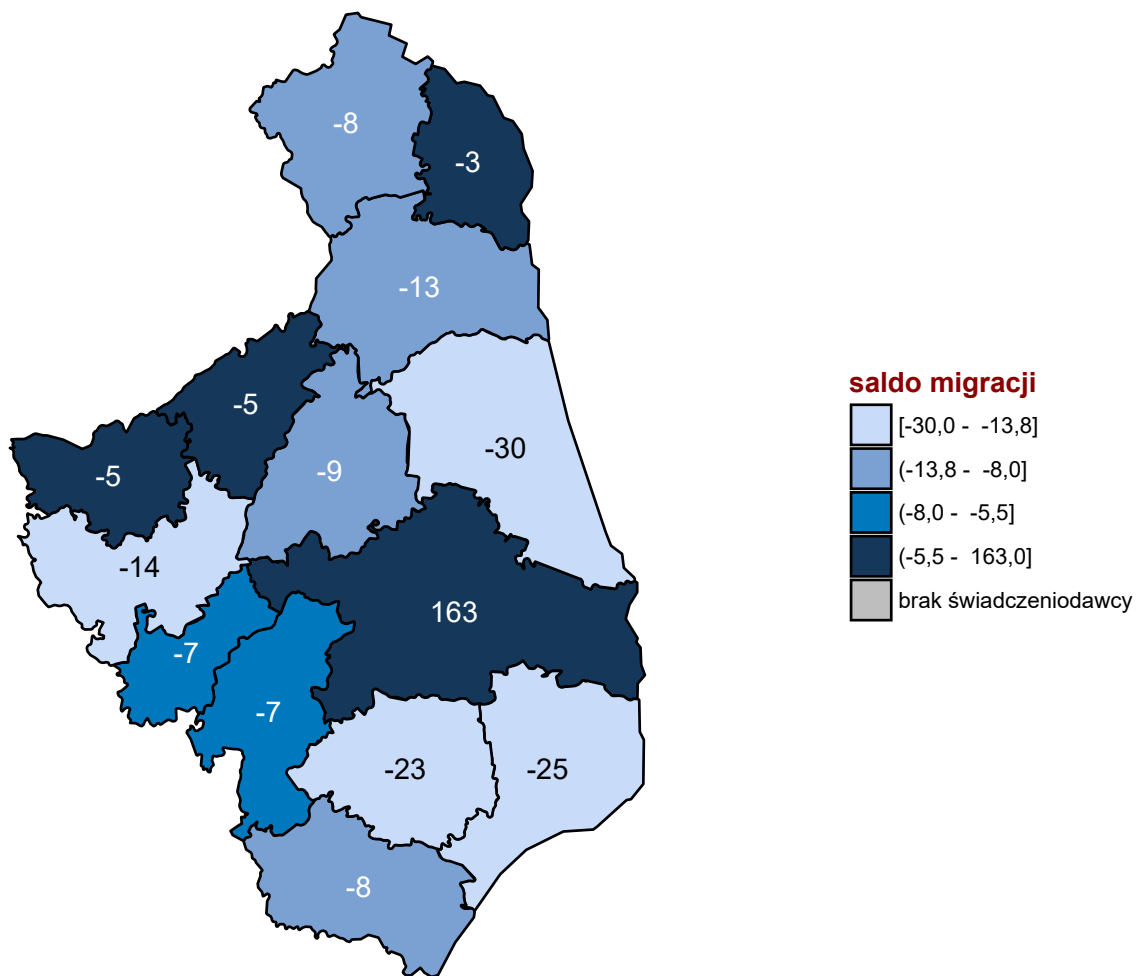 -8
-3
-13
-5
-30
-9
-5
-14
163
-7
-7
-23
-25
-8
saldo migracji
[-30,0 - -13,8]
(-13,8 - -8,0]
(-8,0 - -5,5]
(-5,5 - 163,0]
brak świadczeniodawcy